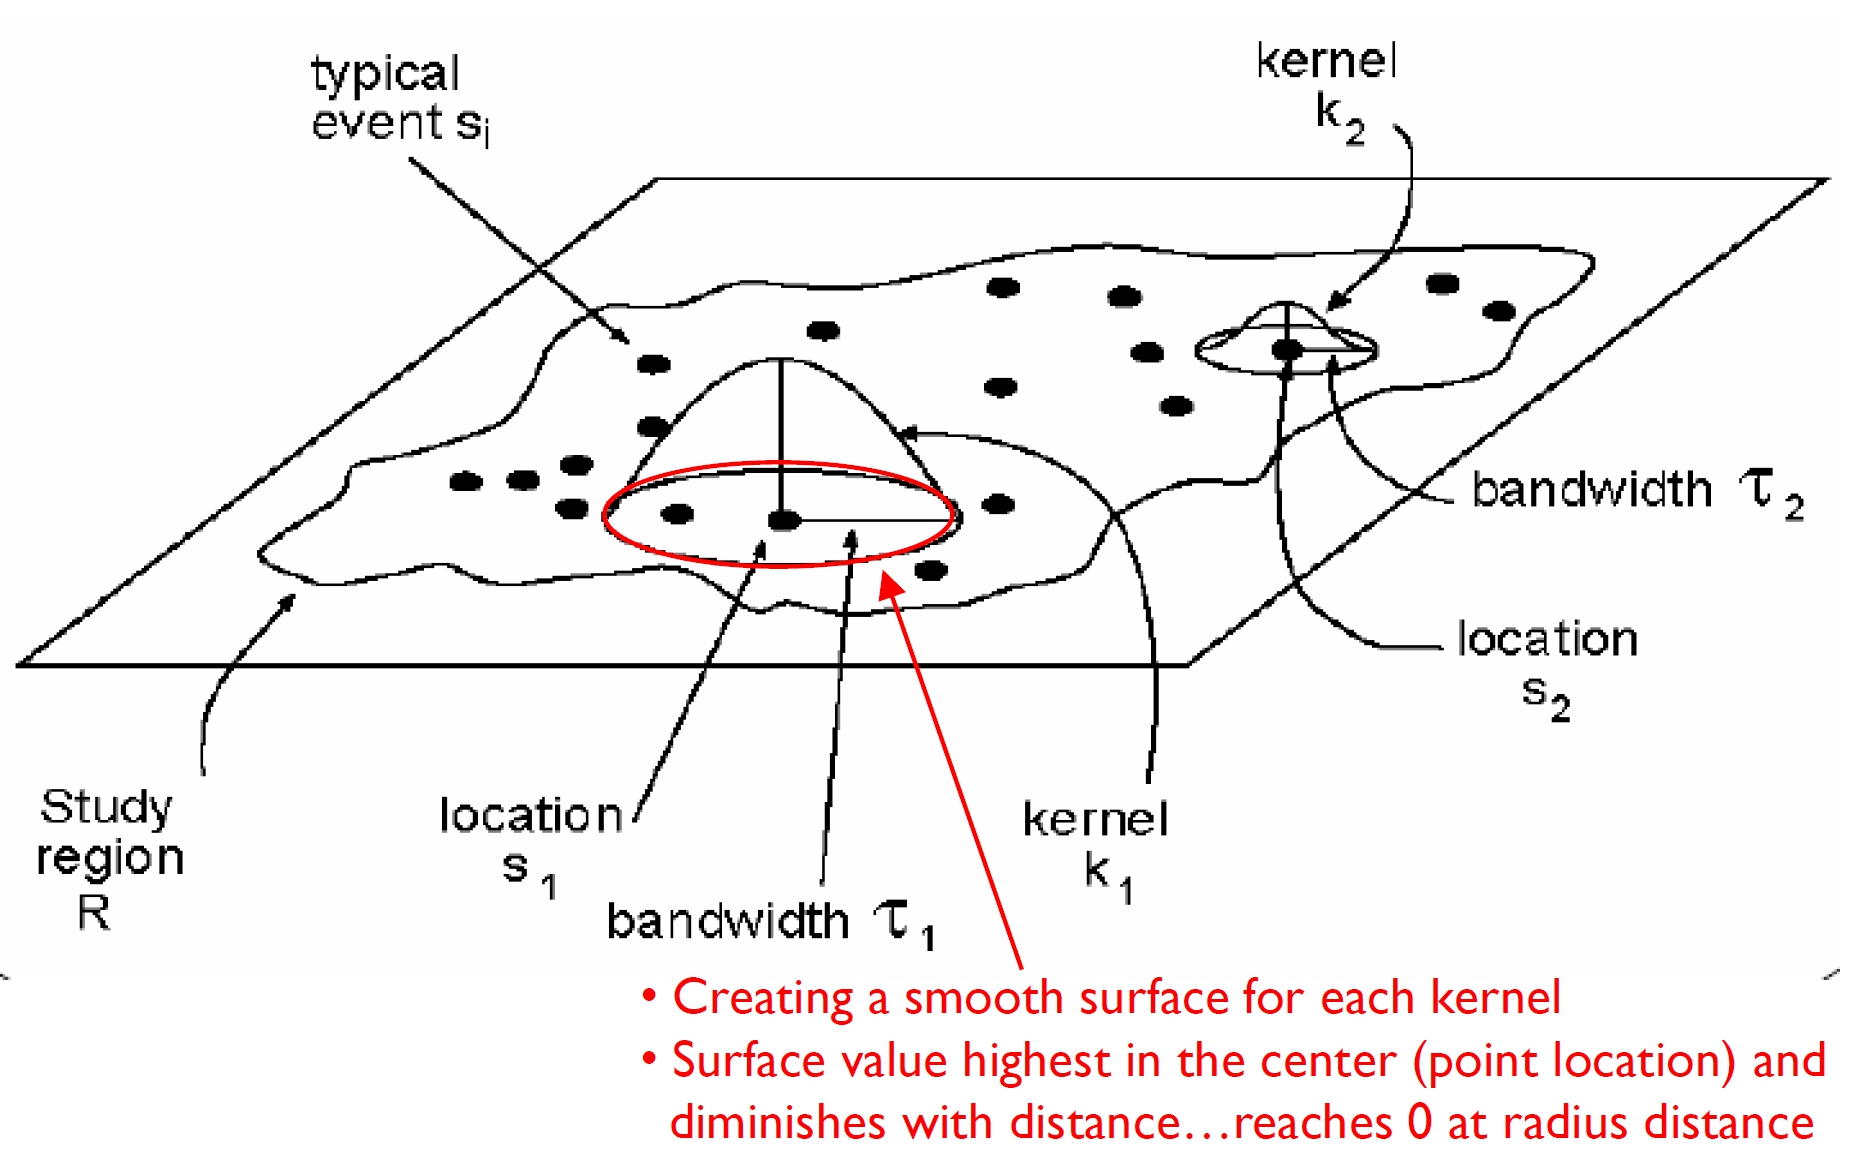 typical
event si
kernel
k2
bandwidth τ2
location
s2
Study
region
R
location
s1
bandwidth τ1
kernel
k1
• Creating a smooth surface for each kernel
• Surface value highest in the center (point location) and
diminishes with distance…reaches 0 at radius distance